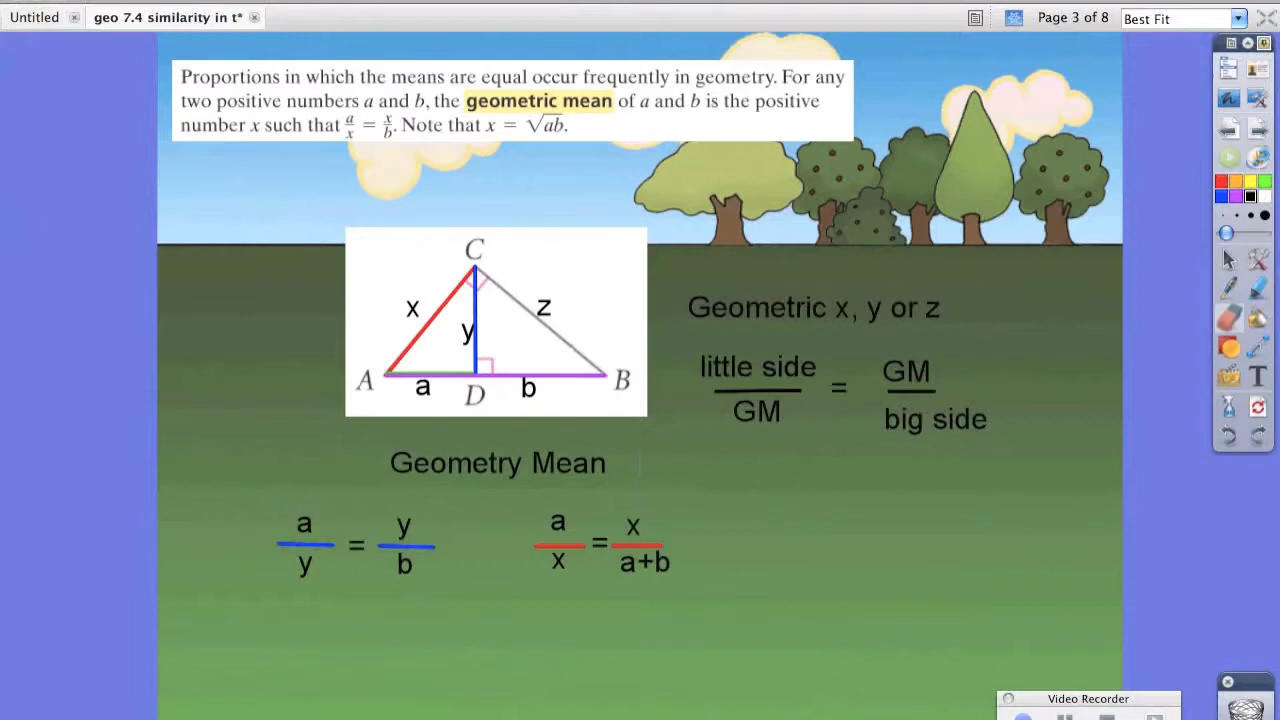 Untitled
geo 7.4 similarity in t*
Page 3 of 8
Best Fit
Proportions in which the means are equal occur frequently in geometry. For any
two positive numbers a and b, the geometric mean of a and b is the positive
number x such that a/x = x/b. Note that x = √ab.
C
x
z
y
A
a
D
b
B
Geometric x, y or z
little side
GM
=
GM
big side
Geometry Mean
a
y
=
y
b
a
x
=
x
a+b
T
Video Recorder